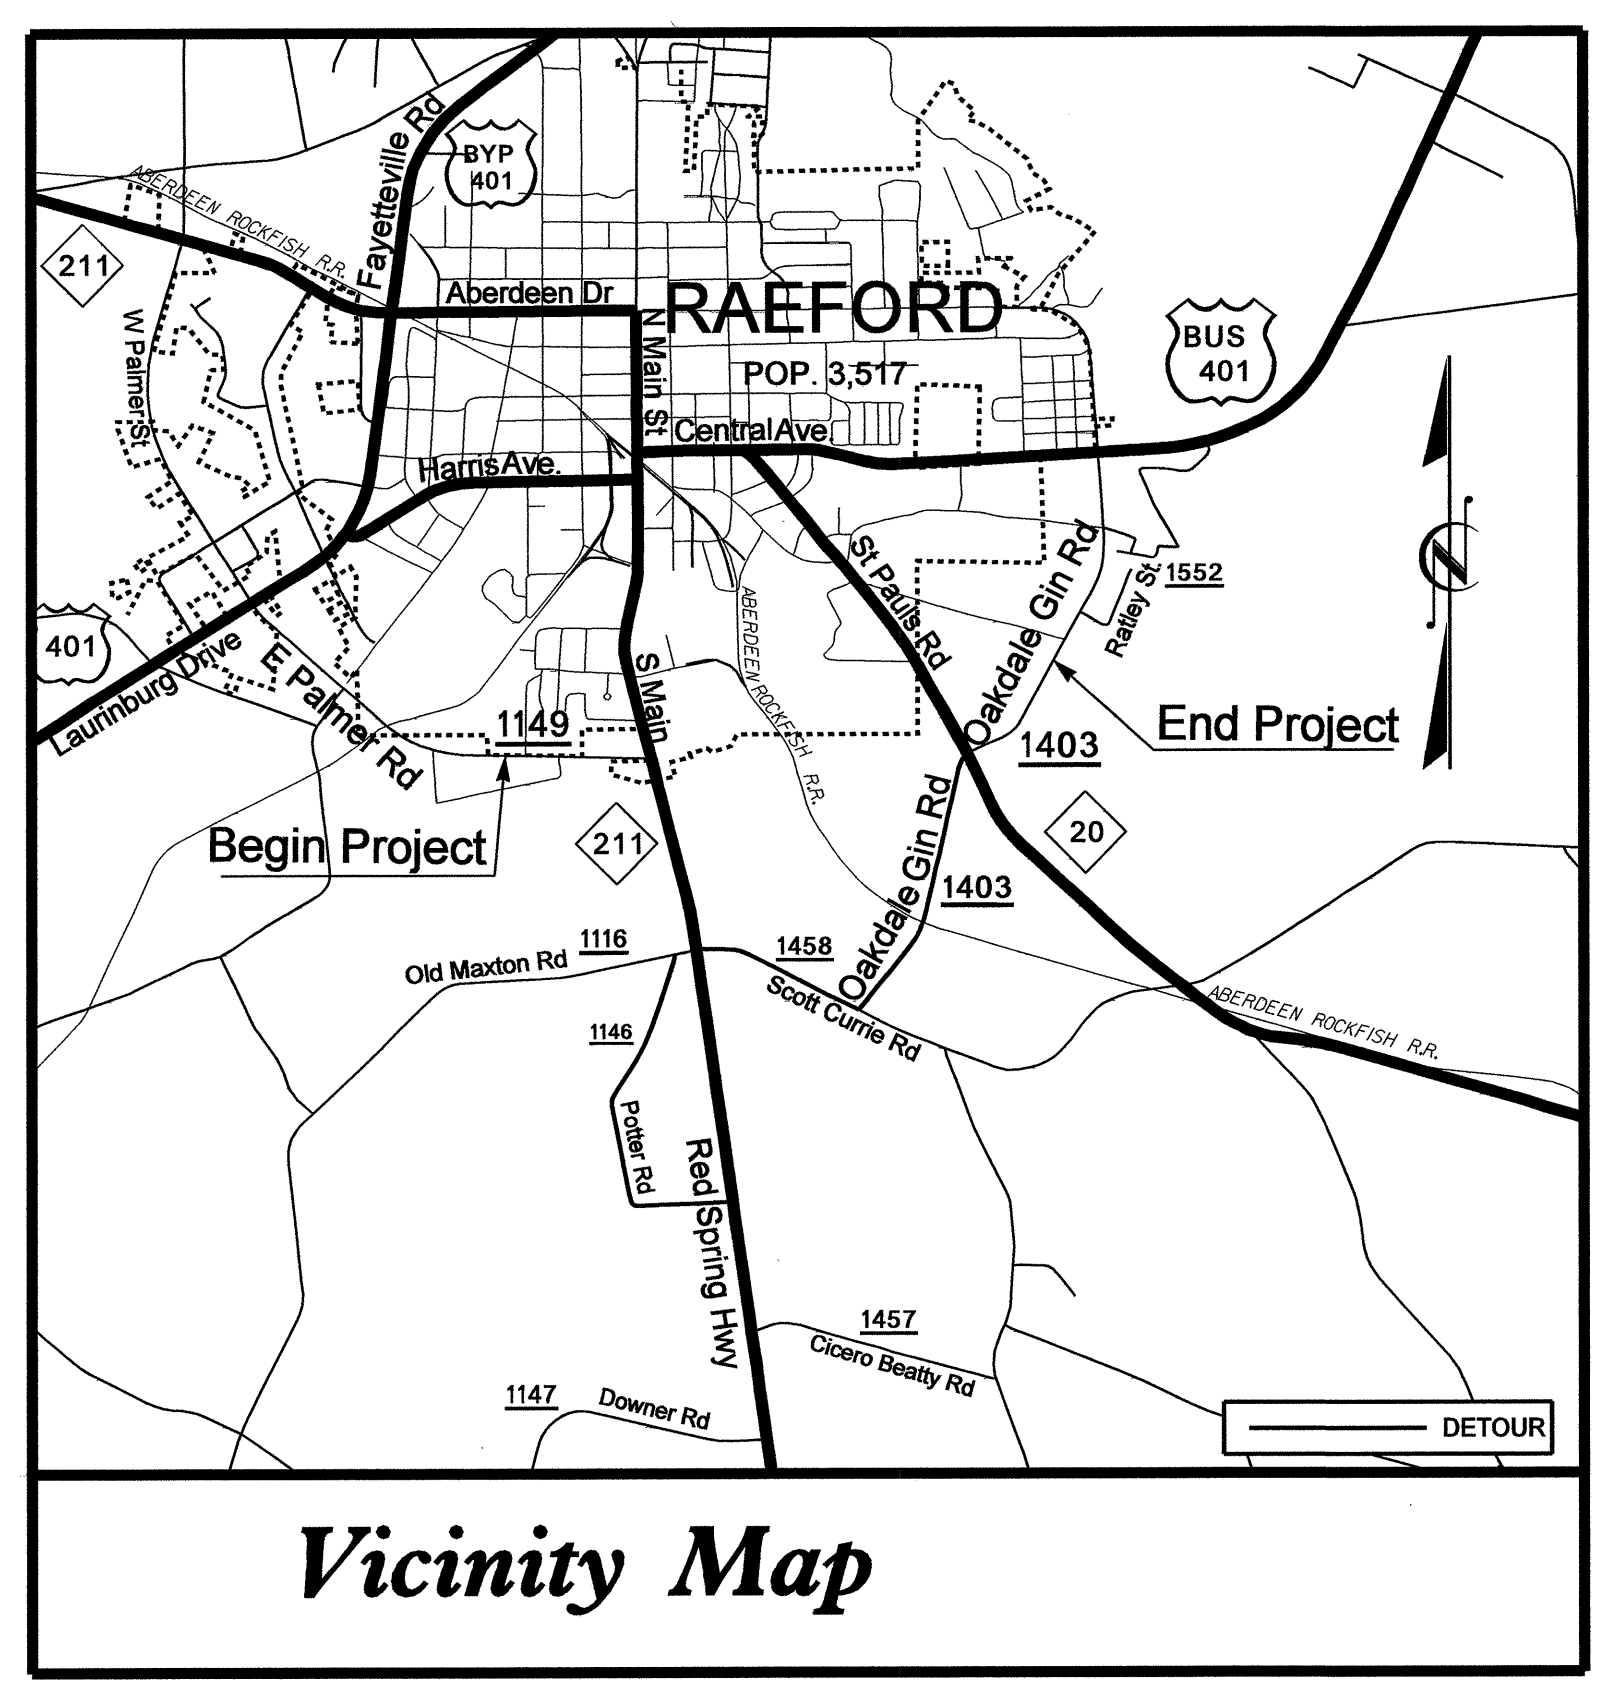 Fayetteville Rd
BYP
401
ABERDEEN ROCKFISH R.R.
211
Aberdeen Dr
RAEFORD
N Main St
W Palmer St
POP. 3,517
BUS
401
Central Ave.
Harris Ave.
St Pauls Rd
Oakdale Gin Rd
Ratley St.
1552
ABERDEEN ROCKFISH R.R.
401
Laurinburg Drive
E Palmer Rd
S Main
1149
End Project
1403
N
Begin Project
211
20
Oakdale Gin Rd
1403
1116
Old Maxton Rd
1458
Scott Currie Rd
ABERDEEN ROCKFISH R.R.
1146
Potter Rd
Red Spring Hwy
1457
Cicero Beatty Rd
1147
Downer Rd
DETOUR
Vicinity Map